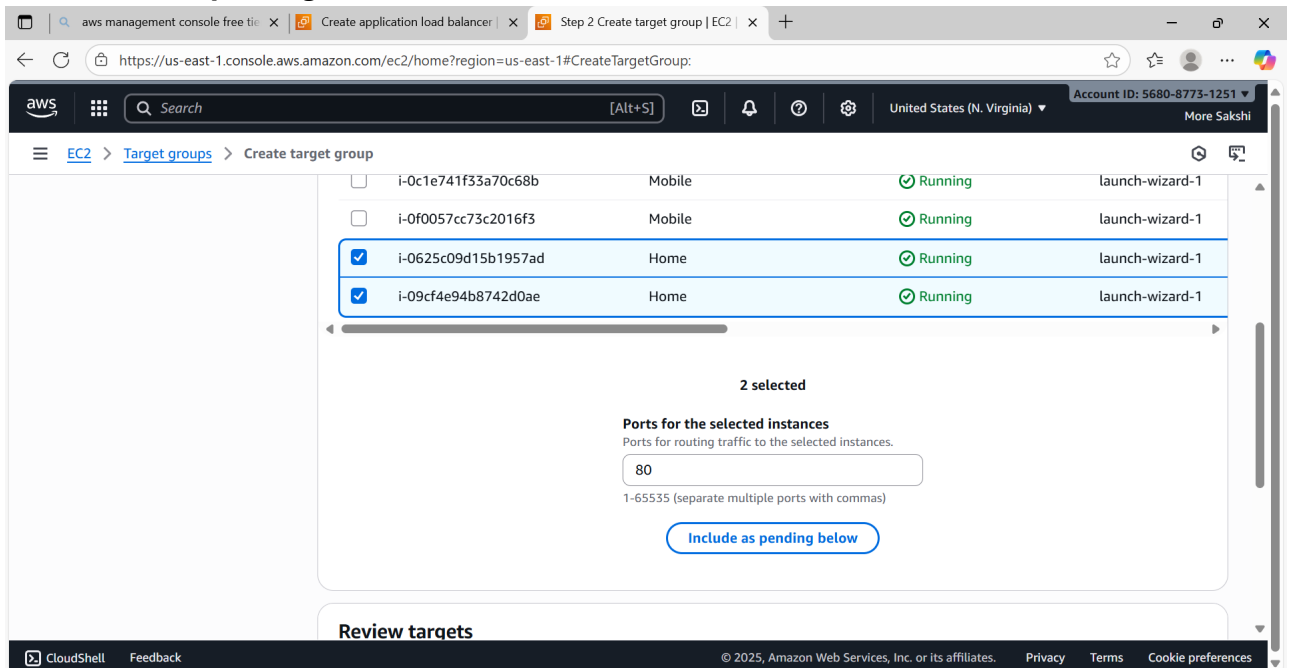 aws management console free tie
Create application load balancer |
Step 2 Create target group | EC2 |
https://us-east-1.console.aws.amazon.com/ec2/home?region=us-east-1#CreateTargetGroup:
aws
Search
[Alt+S]
United States (N. Virginia)
Account ID: 5680-8773-1251
More Sakshi
EC2 > Target groups > Create target group
i-0c1e741f33a70c68b Mobile Running launch-wizard-1
i-0f0057cc73c2016f3 Mobile Running launch-wizard-1
i-0625c09d15b1957ad Home Running launch-wizard-1
i-09cf4e94b8742d0ae Home Running launch-wizard-1
2 selected
Ports for the selected instances
Ports for routing traffic to the selected instances.
80
1-65535 (separate multiple ports with commas)
Include as pending below
Review targets
CloudShell Feedback © 2025, Amazon Web Services, Inc. or its affiliates. Privacy Terms Cookie preferences